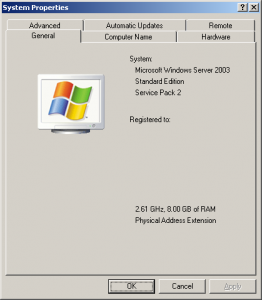 System Properties
Advanced Automatic Updates Remote
General Computer Name Hardware
System:
Microsoft Windows Server 2003
Standard Edition
Service Pack 2
Registered to:
2.61 GHz, 8.00 GB of RAM
Physical Address Extension
OK Cancel Apply